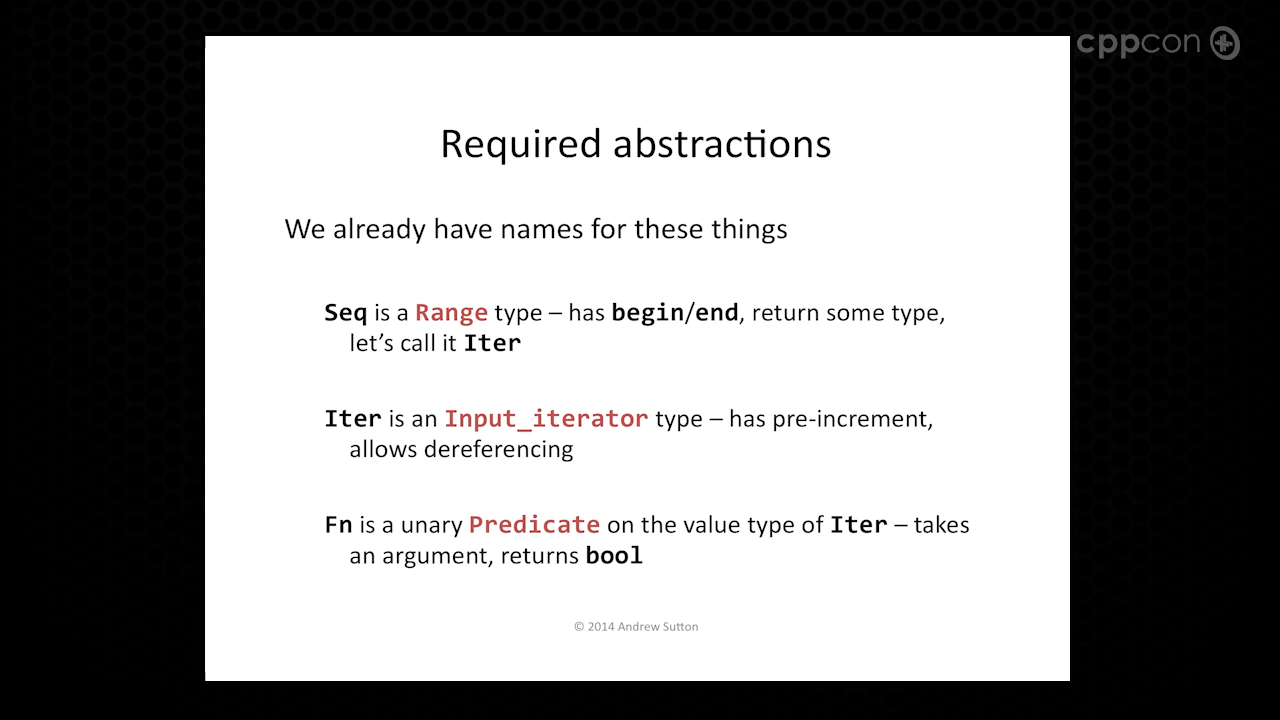 cppcon
Required abstractions
We already have names for these things
Seq is a Range type – has begin/end, return some type,
let’s call it Iter
Iter is an Input_iterator type – has pre-increment,
allows dereferencing
Fn is a unary Predicate on the value type of Iter – takes
an argument, returns bool
© 2014 Andrew Sutton